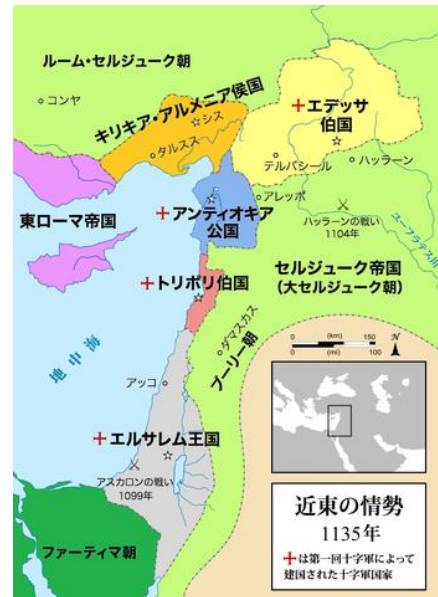 ルーム・セルジューク朝
コンヤ
キリキア・アルメニア侯国
シス
タルスス
エデッサ
伯国
テルバシール
ハッラーン
東ローマ帝国
アンティオキア
公国
アレッポ
ハッラーンの戦い
1104年
ユーフラテス川
トリポリ伯国
セルジューク帝国
(大セルジューク朝)
ダマスカス
ブーリー朝
地中海
アッコ
(km) 150
(mi) 100
N
エルサレム王国
アスカロンの戦い
1099年
ファーティマ朝
近東の情勢
1135年
は第一回十字軍によって
建国された十字軍国家